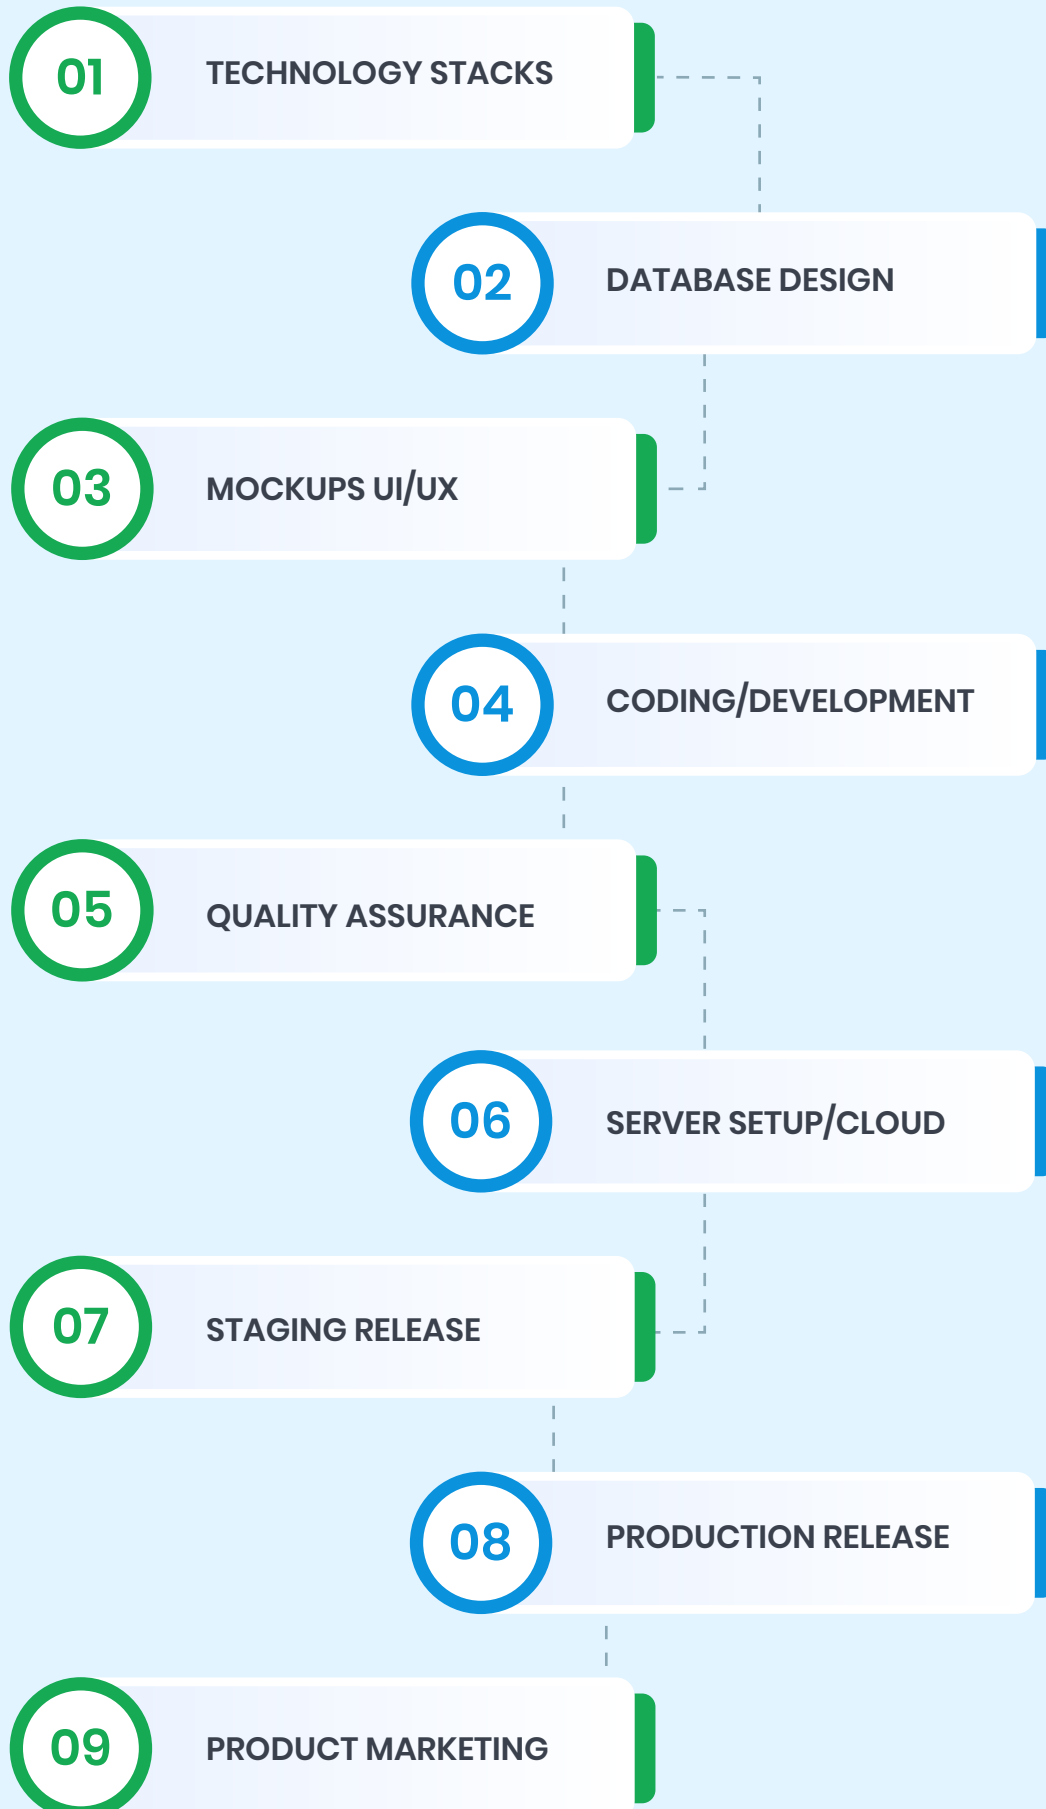 01
TECHNOLOGY STACKS
02
DATABASE DESIGN
03
MOCKUPS UI/UX
04
CODING/DEVELOPMENT
05
QUALITY ASSURANCE
06
SERVER SETUP/CLOUD
07
STAGING RELEASE
08
PRODUCTION RELEASE
09
PRODUCT MARKETING